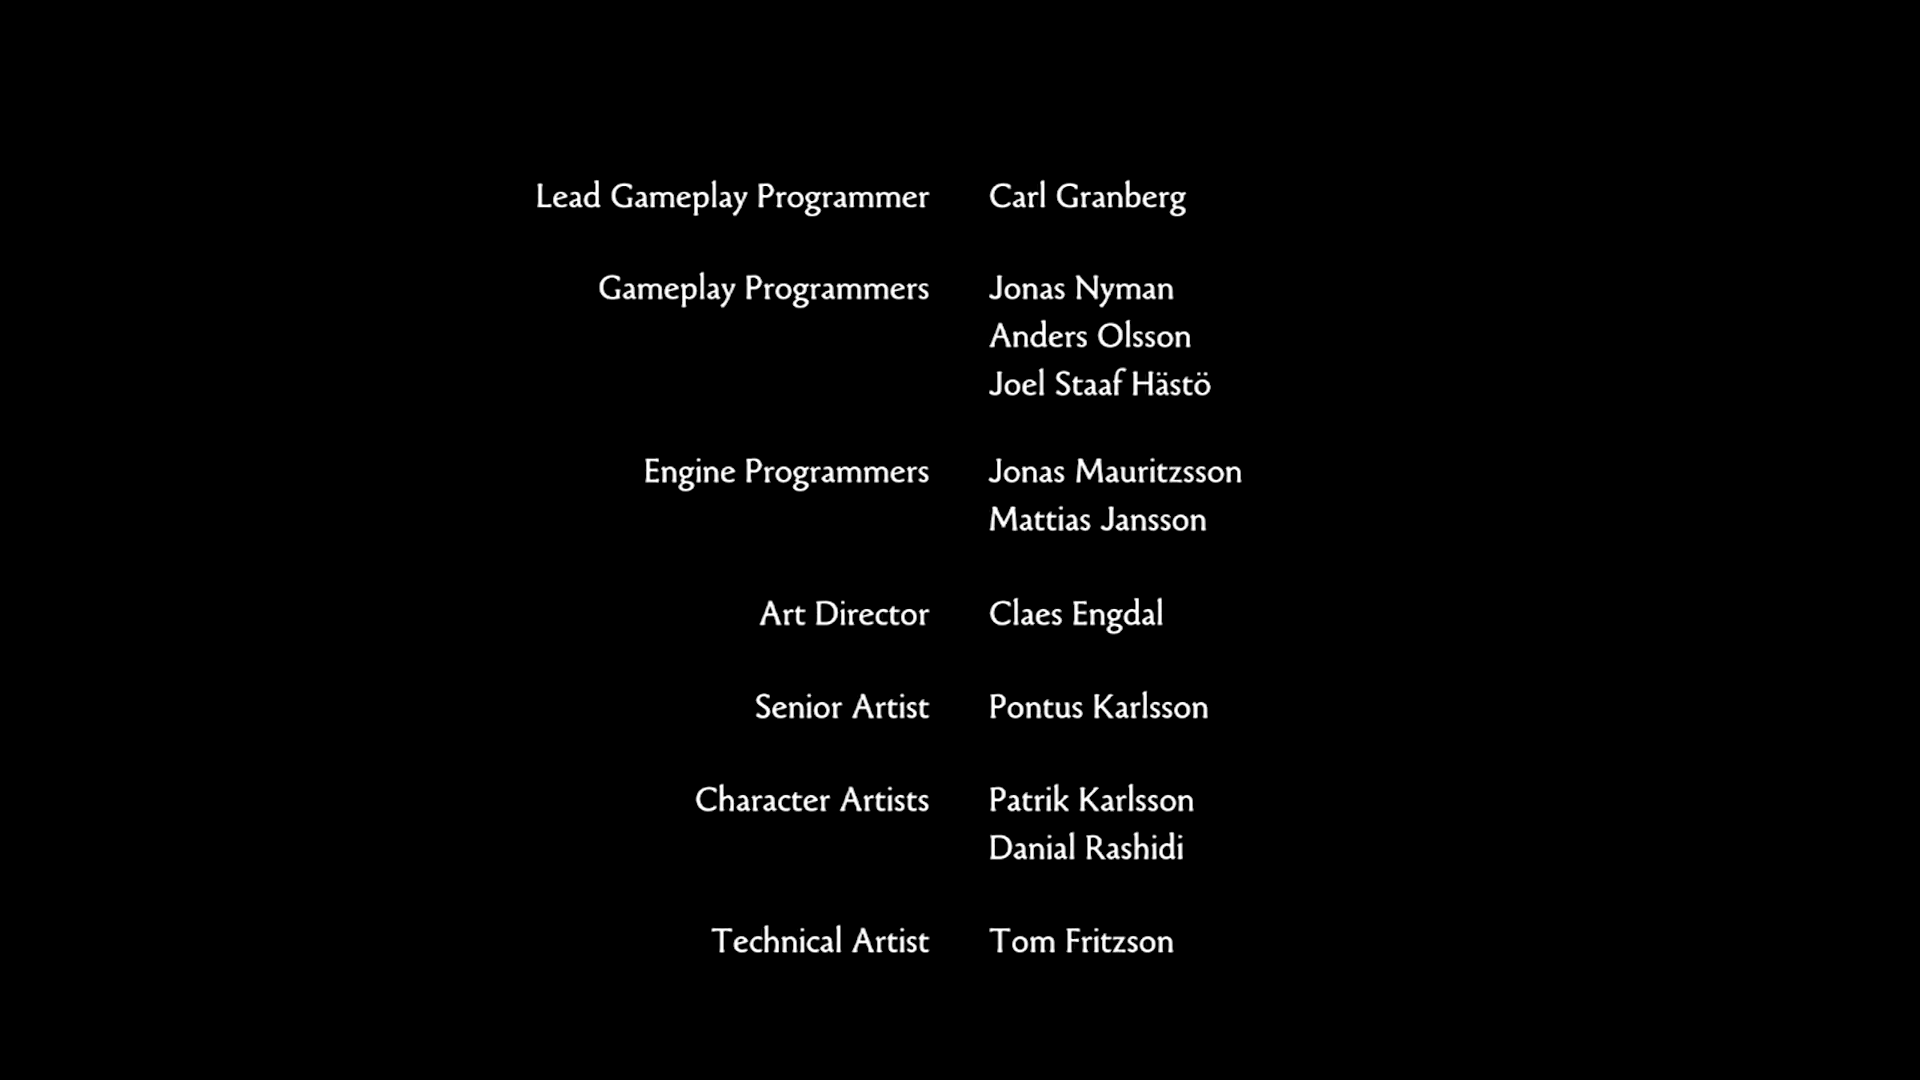 Lead Gameplay Programmer Carl Granberg
Gameplay Programmers Jonas Nyman
Anders Olsson
Joel Staaf Hästö
Engine Programmers Jonas Mauritzsson
Mattias Jansson
Art Director Claes Engdal
Senior Artist Pontus Karlsson
Character Artists Patrik Karlsson
Danial Rashidi
Technical Artist Tom Fritzson